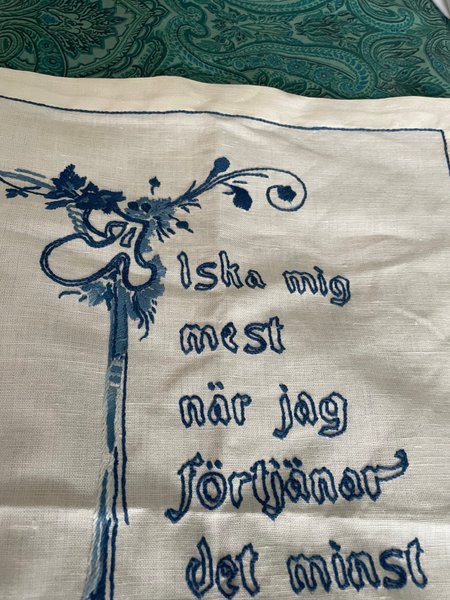 Älska mig
mest
när jag
förtjänar
det minst